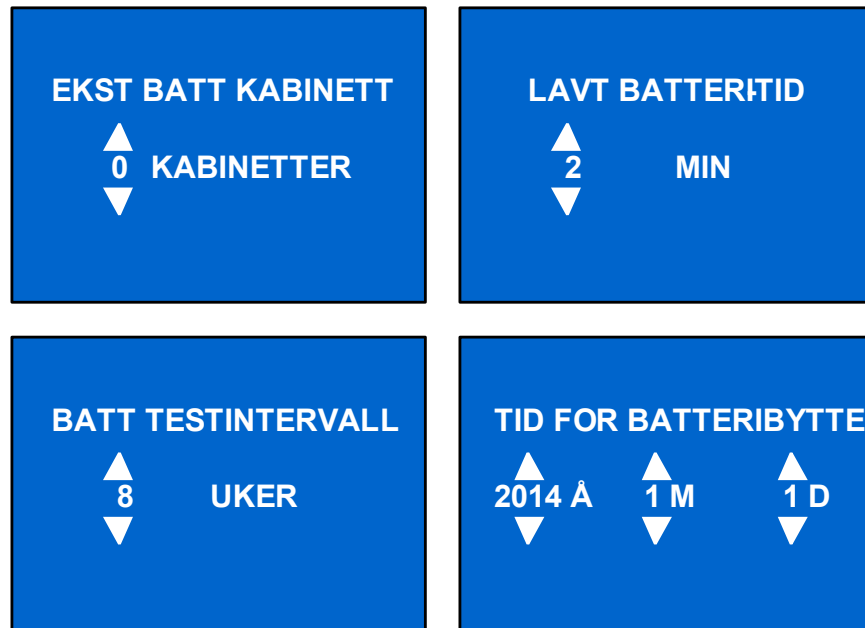 EKST BATT KABINETT
0 KABINETTER
LAVT BATTERI-TID
2 MIN
BATT TESTINTERVALL
8 UKER
TID FOR BATTERIBYTTE
2014 Å 1 M 1 D